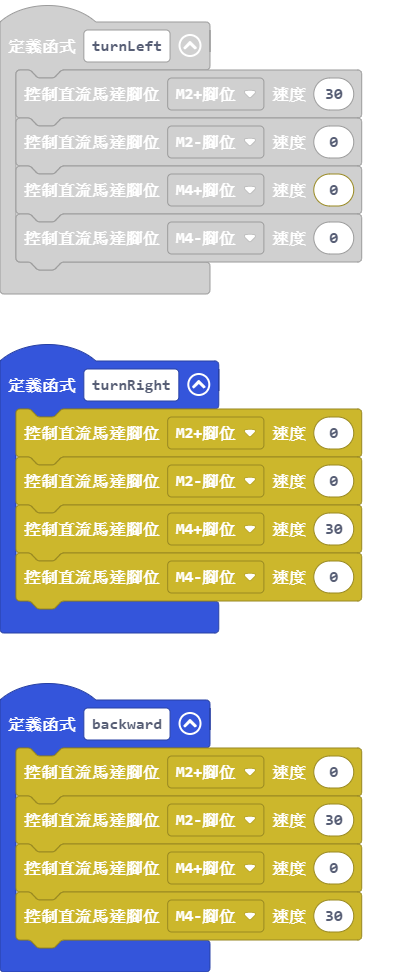 定義函式 turnLeft
控制直流馬達腳位 M2+腳位 速度 30
控制直流馬達腳位 M2-腳位 速度 0
控制直流馬達腳位 M4+腳位 速度 0
控制直流馬達腳位 M4-腳位 速度 0
定義函式 turnRight
控制直流馬達腳位 M2+腳位 速度 0
控制直流馬達腳位 M2-腳位 速度 0
控制直流馬達腳位 M4+腳位 速度 30
控制直流馬達腳位 M4-腳位 速度 0
定義函式 backward
控制直流馬達腳位 M2+腳位 速度 0
控制直流馬達腳位 M2-腳位 速度 30
控制直流馬達腳位 M4+腳位 速度 0
控制直流馬達腳位 M4-腳位 速度 30